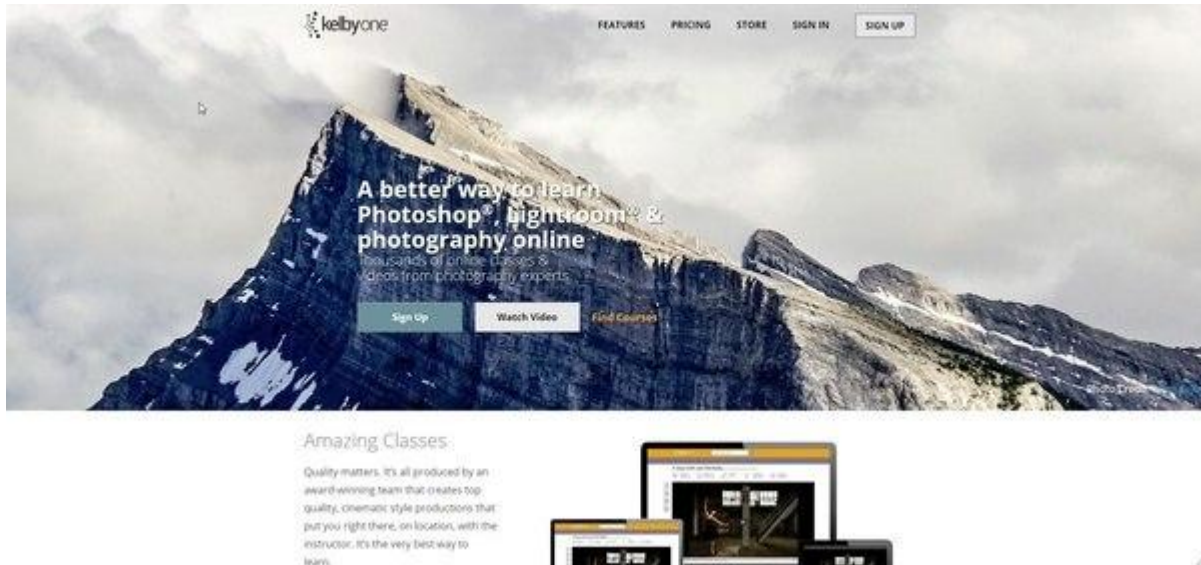 kelbyone
FEATURES PRICING STORE SIGN IN SIGN UP
A better way to learn
Photoshop®, Lightroom® &
photography online
Thousands of online classes &
videos from photography experts
Sign Up Watch Video Find Courses
Photo Credit
Amazing Classes
Quality matters. It's all produced by an
award-winning team that creates top
quality, cinematic style productions that
put you right there, on location, with the
instructor. It's the very best way to
learn.